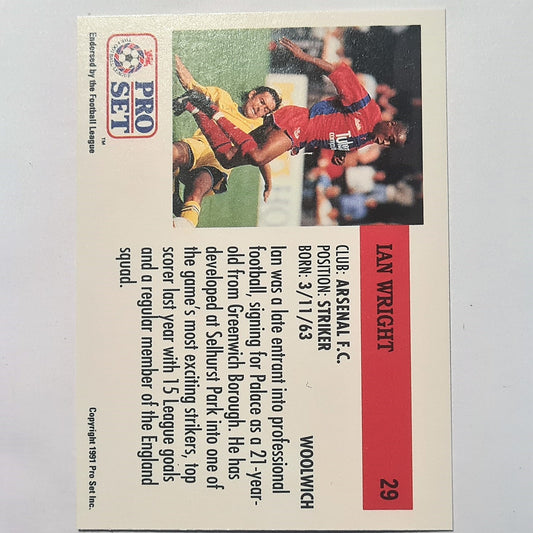 IAN WRIGHT 29
CLUB: ARSENAL F.C.
POSITION: STRIKER
BORN: 3/11/63 WOOLWICH
Ian was a late entrant into professional
football, signing for Palace as a 21-year-
old from Greenwich Borough. He has
developed at Selhurst Park into one of
the game's most exciting strikers, top
scorer last year with 15 League goals
and a regular member of the England
squad.
PRO
SET
™
Endorsed by the Football League
Copyright 1991 Pro Set Inc.